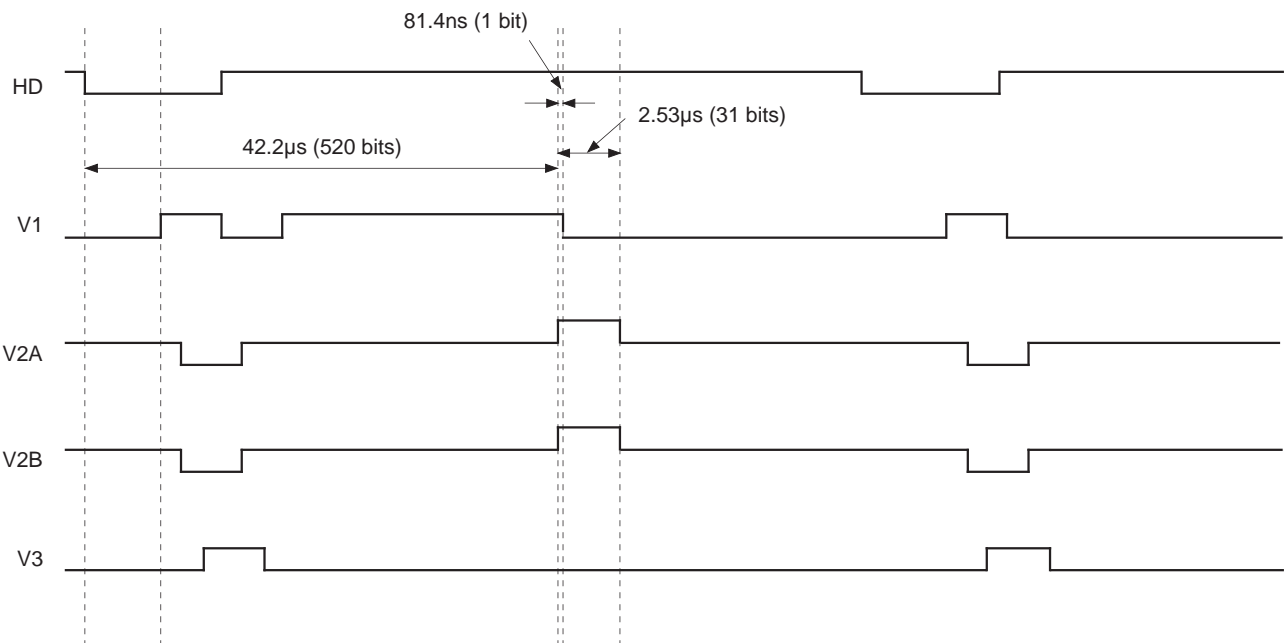 81.4ns (1 bit)
HD
2.53µs (31 bits)
42.2µs (520 bits)
V1
V2A
V2B
V3